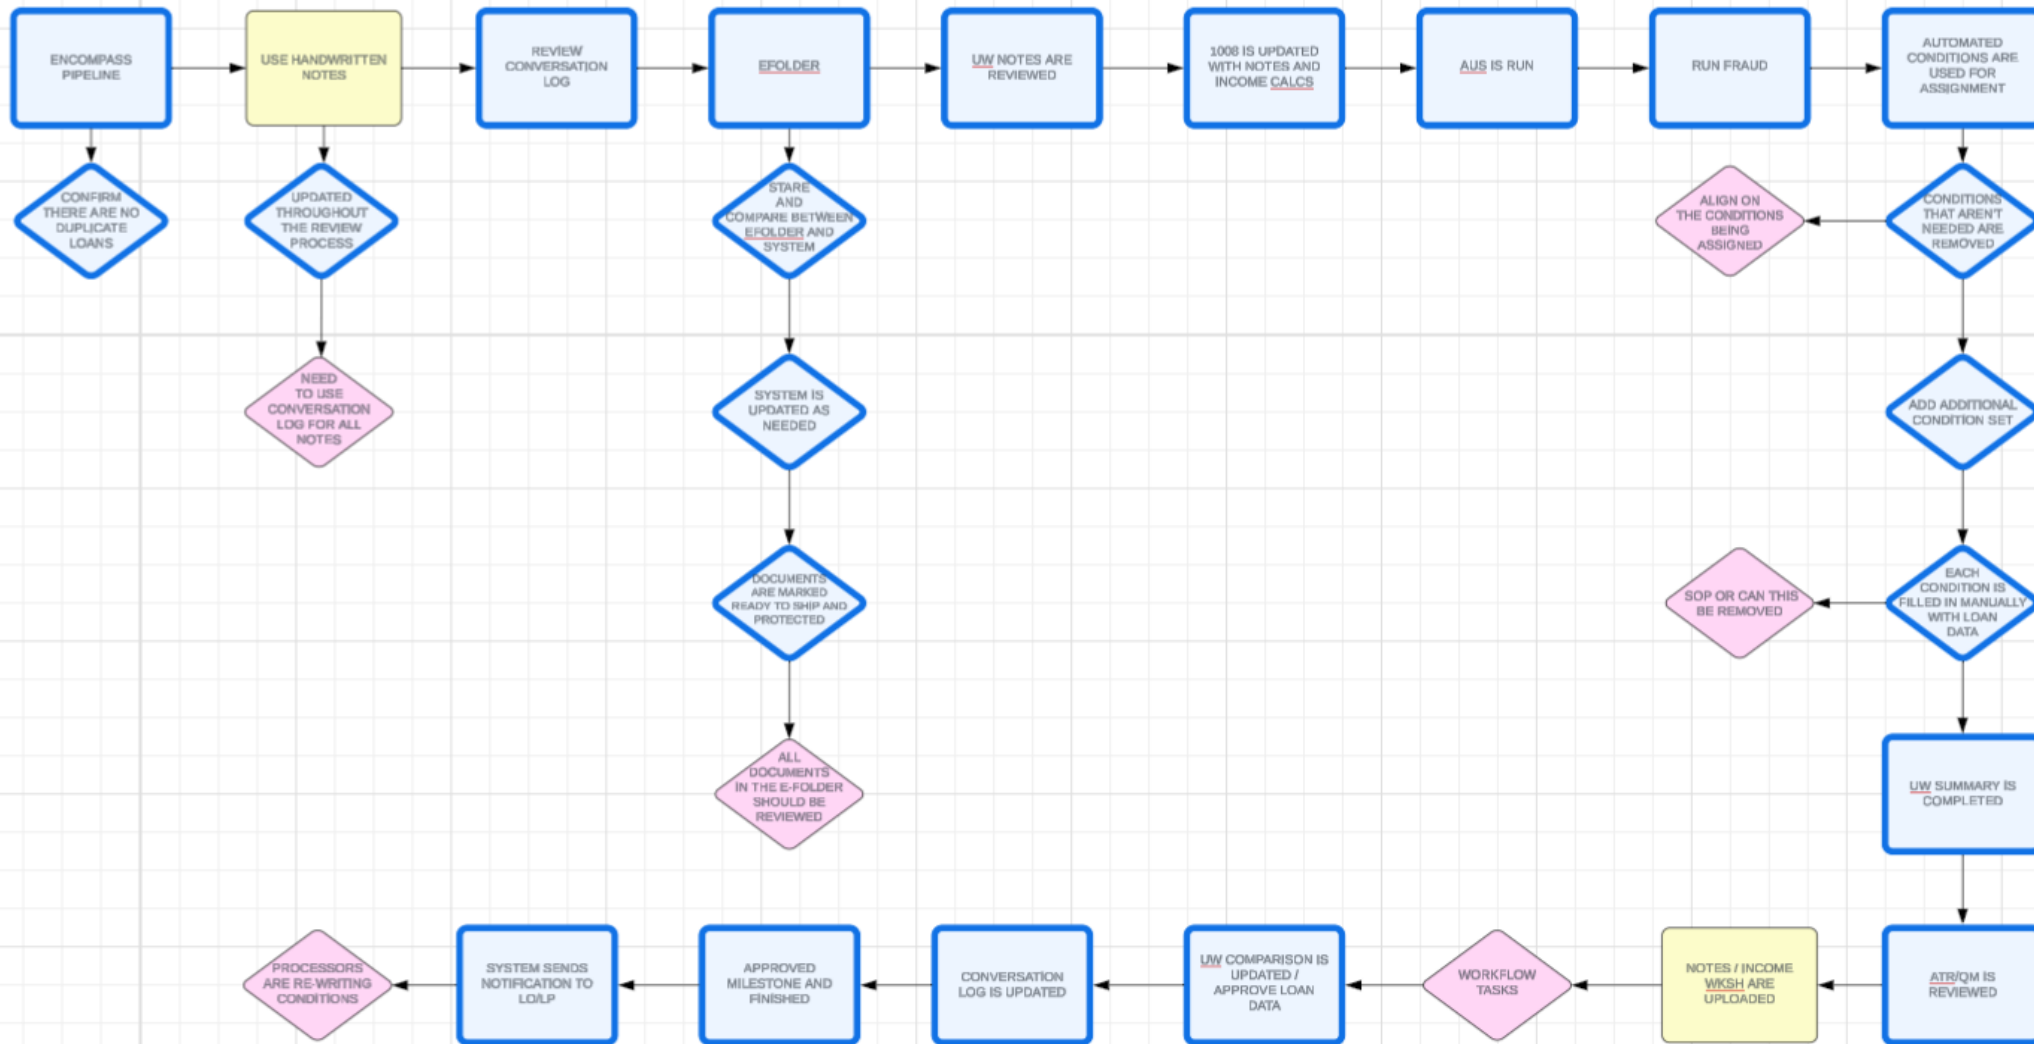 ENCOMPASS
PIPELINE
USE HANDWRITTEN
NOTES
REVIEW
CONVERSATION
LOG
EFOLDER
UW NOTES ARE
REVIEWED
1008 IS UPDATED
WITH NOTES AND
INCOME CALCS
AUS IS RUN
RUN FRAUD
AUTOMATED
CONDITIONS ARE
USED FOR
ASSIGNMENT
CONFIRM
THERE ARE NO
DUPLICATE
LOANS
UPDATED
THROUGHOUT
THE REVIEW
PROCESS
STARE
AND
COMPARE BETWEEN
EFOLDER AND
SYSTEM
ALIGN ON
THE CONDITIONS
BEING
ASSIGNED
CONDITIONS
THAT AREN'T
NEEDED ARE
REMOVED
NEED
TO USE
CONVERSATION
LOG FOR ALL
NOTES
SYSTEM IS
UPDATED AS
NEEDED
ADD ADDITIONAL
CONDITION SET
DOCUMENTS
ARE MARKED
READY TO SHIP AND
PROTECTED
SOP OR CAN THIS
BE REMOVED
EACH
CONDITION IS
FILLED IN MANUALLY
WITH LOAN
DATA
ALL
DOCUMENTS
IN THE E-FOLDER
SHOULD BE
REVIEWED
UW SUMMARY IS
COMPLETED
PROCESSORS
ARE RE-WRITING
CONDITIONS
SYSTEM SENDS
NOTIFICATION TO
LO/LP
APPROVED
MILESTONE AND
FINISHED
CONVERSATION
LOG IS UPDATED
UW COMPARISON IS
UPDATED /
APPROVE LOAN
DATA
WORKFLOW
TASKS
NOTES / INCOME
WKSH ARE
UPLOADED
ATR/QM IS
REVIEWED